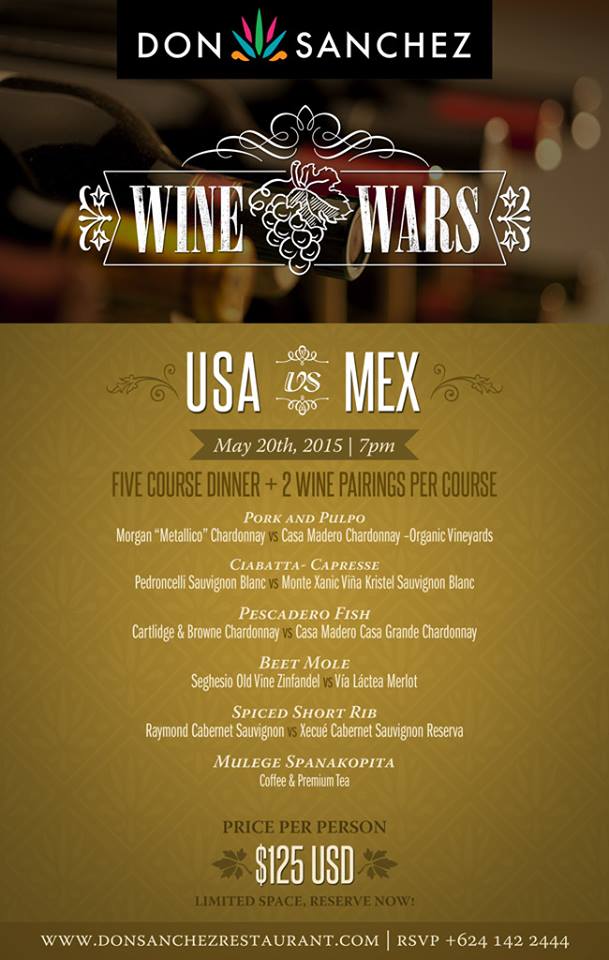 DON SANCHEZ
WINE WARS
USA vs MEX
May 20th, 2015 | 7pm
FIVE COURSE DINNER + 2 WINE PAIRINGS PER COURSE
PORK AND PULPO
Morgan “Metallico” Chardonnay vs Casa Madero Chardonnay –Organic Vineyards
CIABATTA- CAPRESSE
Pedroncelli Sauvignon Blanc vs Monte Xanic Viña Kristel Sauvignon Blanc
PESCADERO FISH
Cartlidge & Browne Chardonnay vs Casa Madero Casa Grande Chardonnay
BEET MOLE
Seghesio Old Vine Zinfandel vs Vía Láctea Merlot
SPICED SHORT RIB
Raymond Cabernet Sauvignon vs Xecué Cabernet Sauvignon Reserva
MULEGE SPANAKOPITA
Coffee & Premium Tea
PRICE PER PERSON
$125 USD
LIMITED SPACE, RESERVE NOW!
WWW.DONSANCHEZRESTAURANT.COM | RSVP +624 142 2444